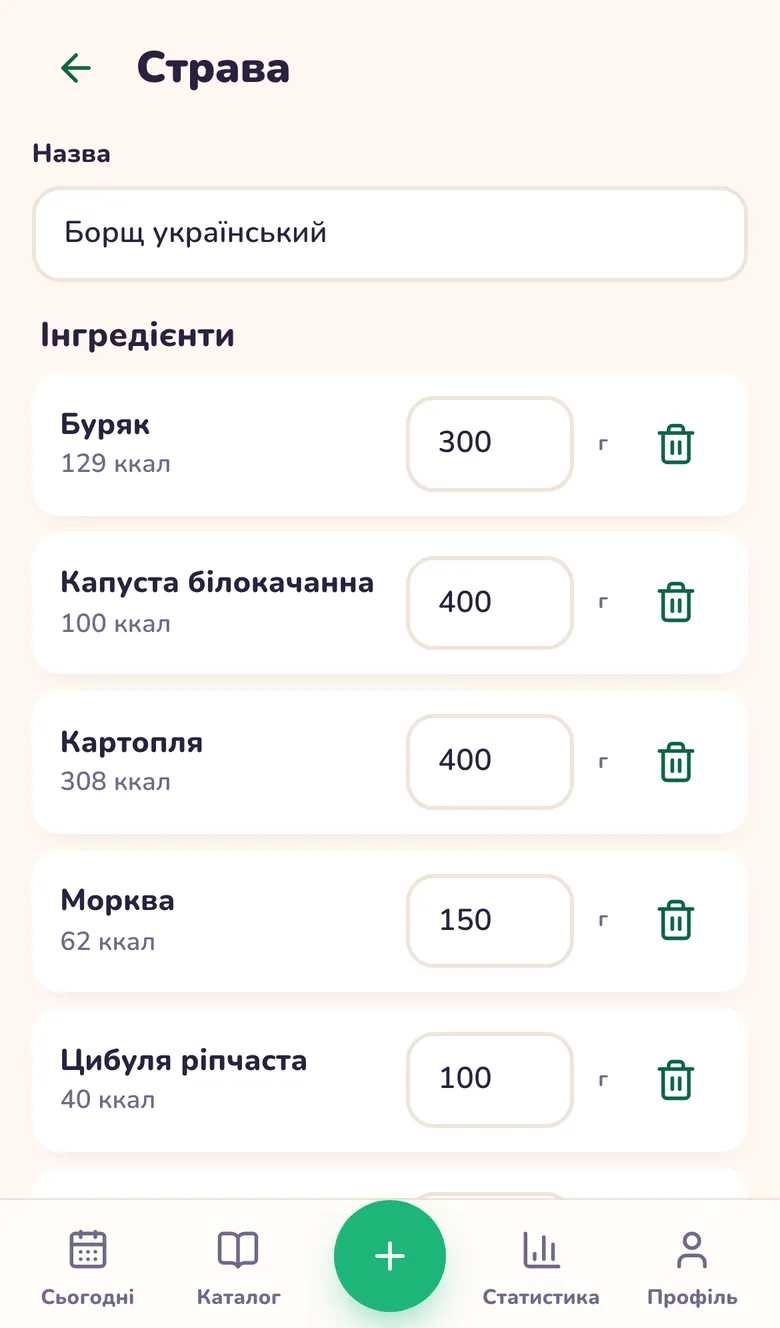 Страва
Назва
Борщ український
Інгредієнти
Буряк
129 ккал
300
г
Капуста білокачанна
100 ккал
400
г
Картопля
308 ккал
400
г
Морква
62 ккал
150
г
Цибуля ріпчаста
40 ккал
100
г
Сьогодні
Каталог
Статистика
Профіль